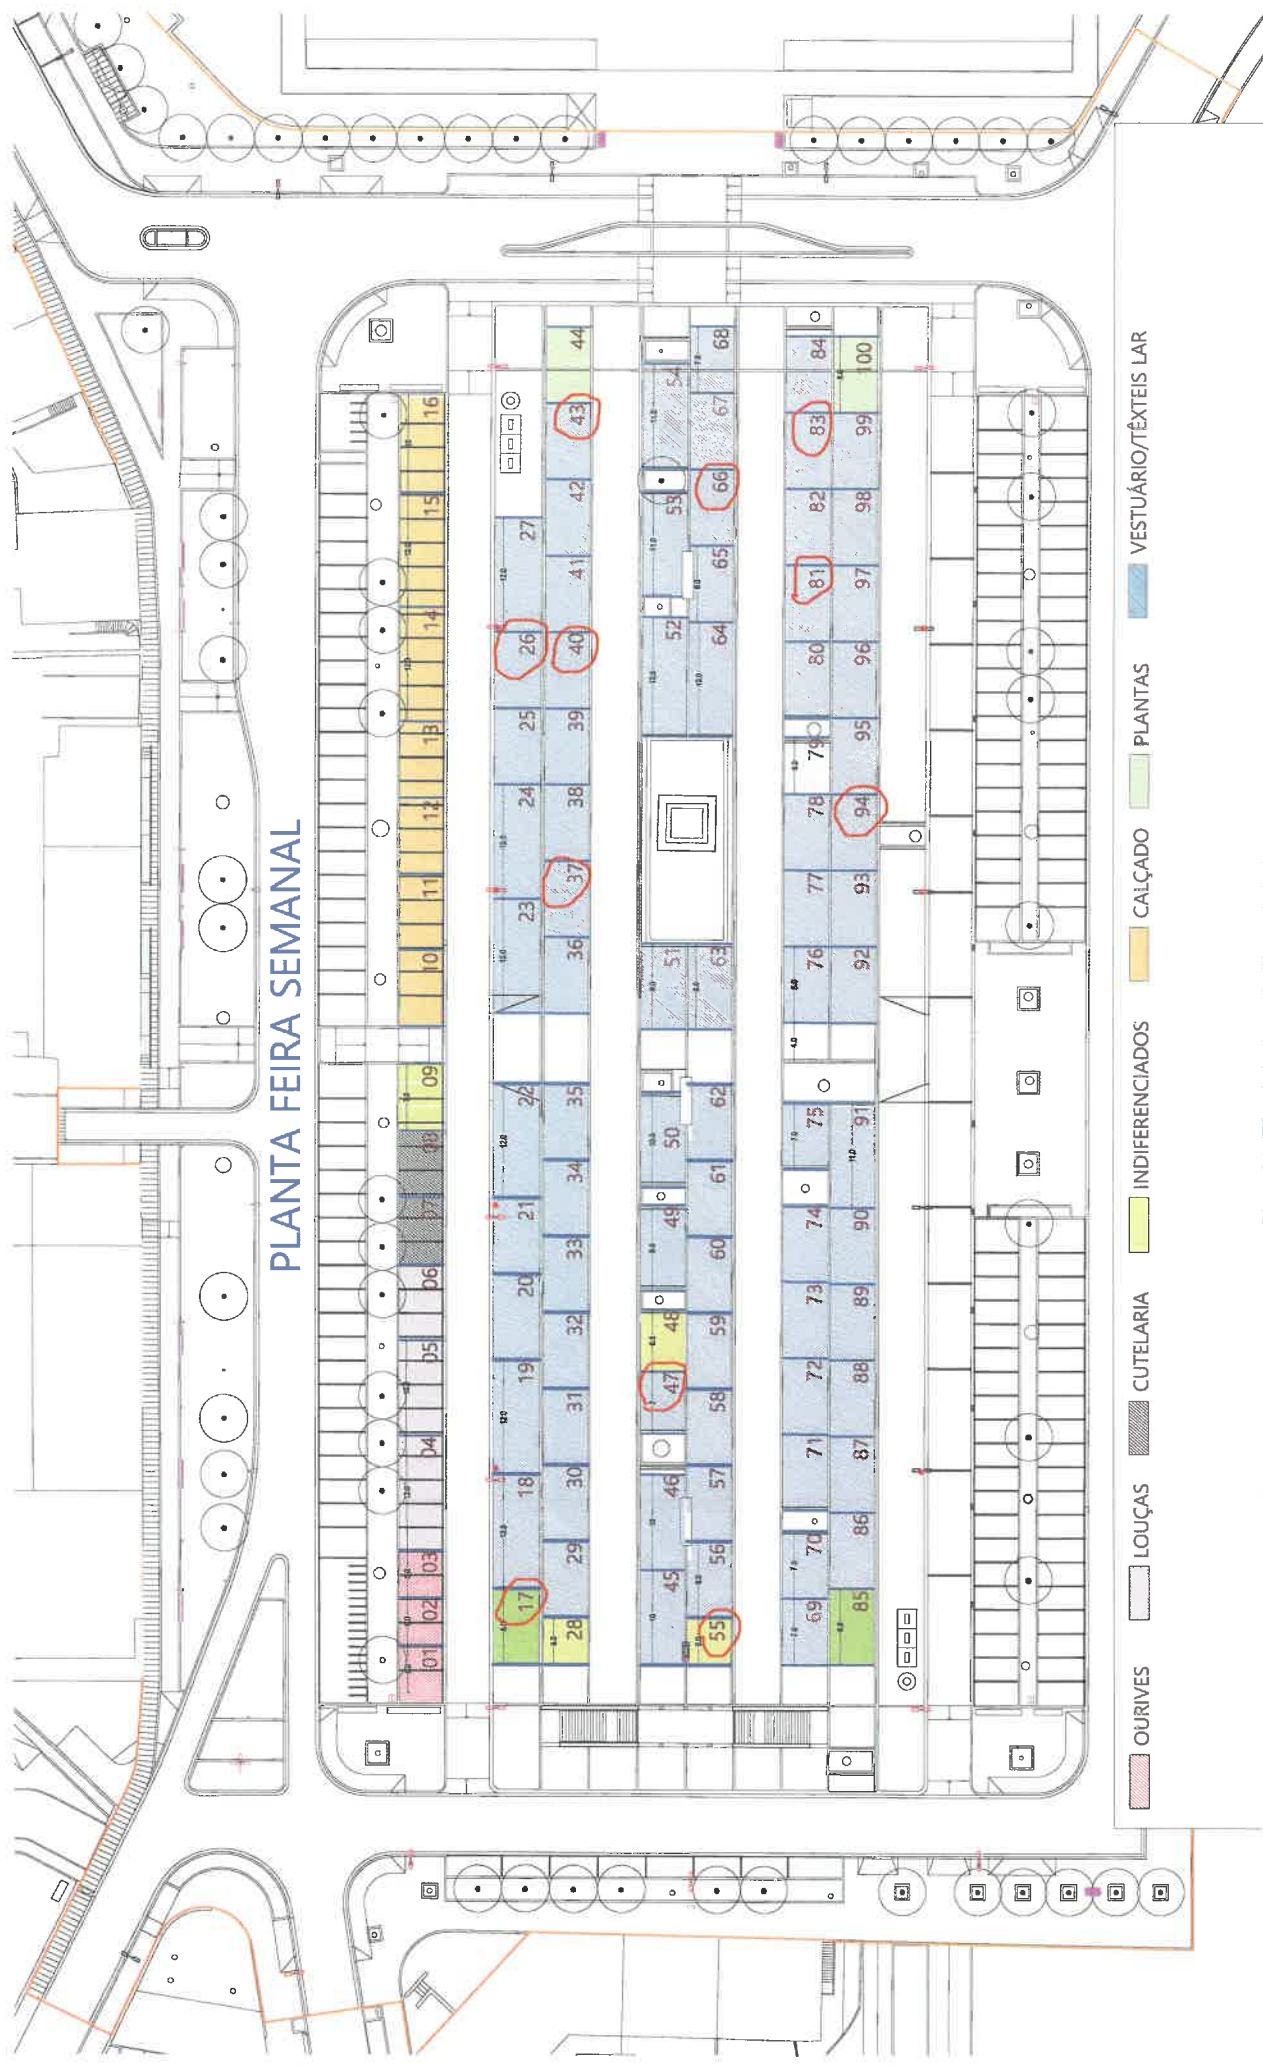 PLANTA FEIRA SEMANAL
01 02 03 04 05 06 07 08 09 10 11 12 13 14 15 16
17 18 19 20 21 22 23 24 25 26 27
28 29 30 31 32 33 34 35 36 37 38 39 40 41 42 43 44
45 46 47 48 49 50 51 52 53 54
55 56 57 58 59 60 61 62 63 64 65 66 67 68
69 70 71 72 73 74 75 76 77 78 79 80 81 82 83 84
85 86 87 88 89 90 91 92 93 94 95 96 97 98 99 100
OURIVES LOUÇAS CUTELARIA INDIFERENCIADOS CALÇADO PLANTAS VESTUÁRIO/TÊXTEIS LAR